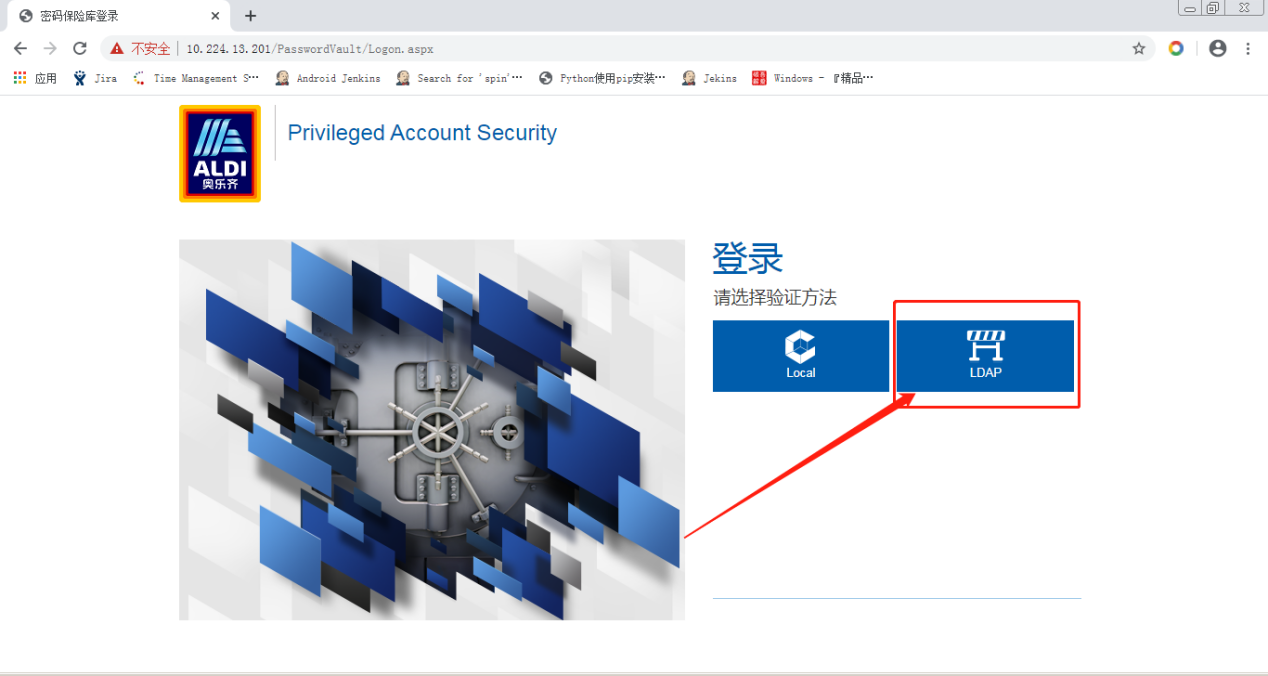 密码保险库登录
不安全 10.224.13.201/PasswordVault/Logon.aspx
应用 Jira Time Management S··· Android Jenkins Search for 'spin'··· Python使用pip安装··· Jekins Windows - 『精品···
ALDI
奥乐齐
Privileged Account Security
登录
请选择验证方法
Local
LDAP